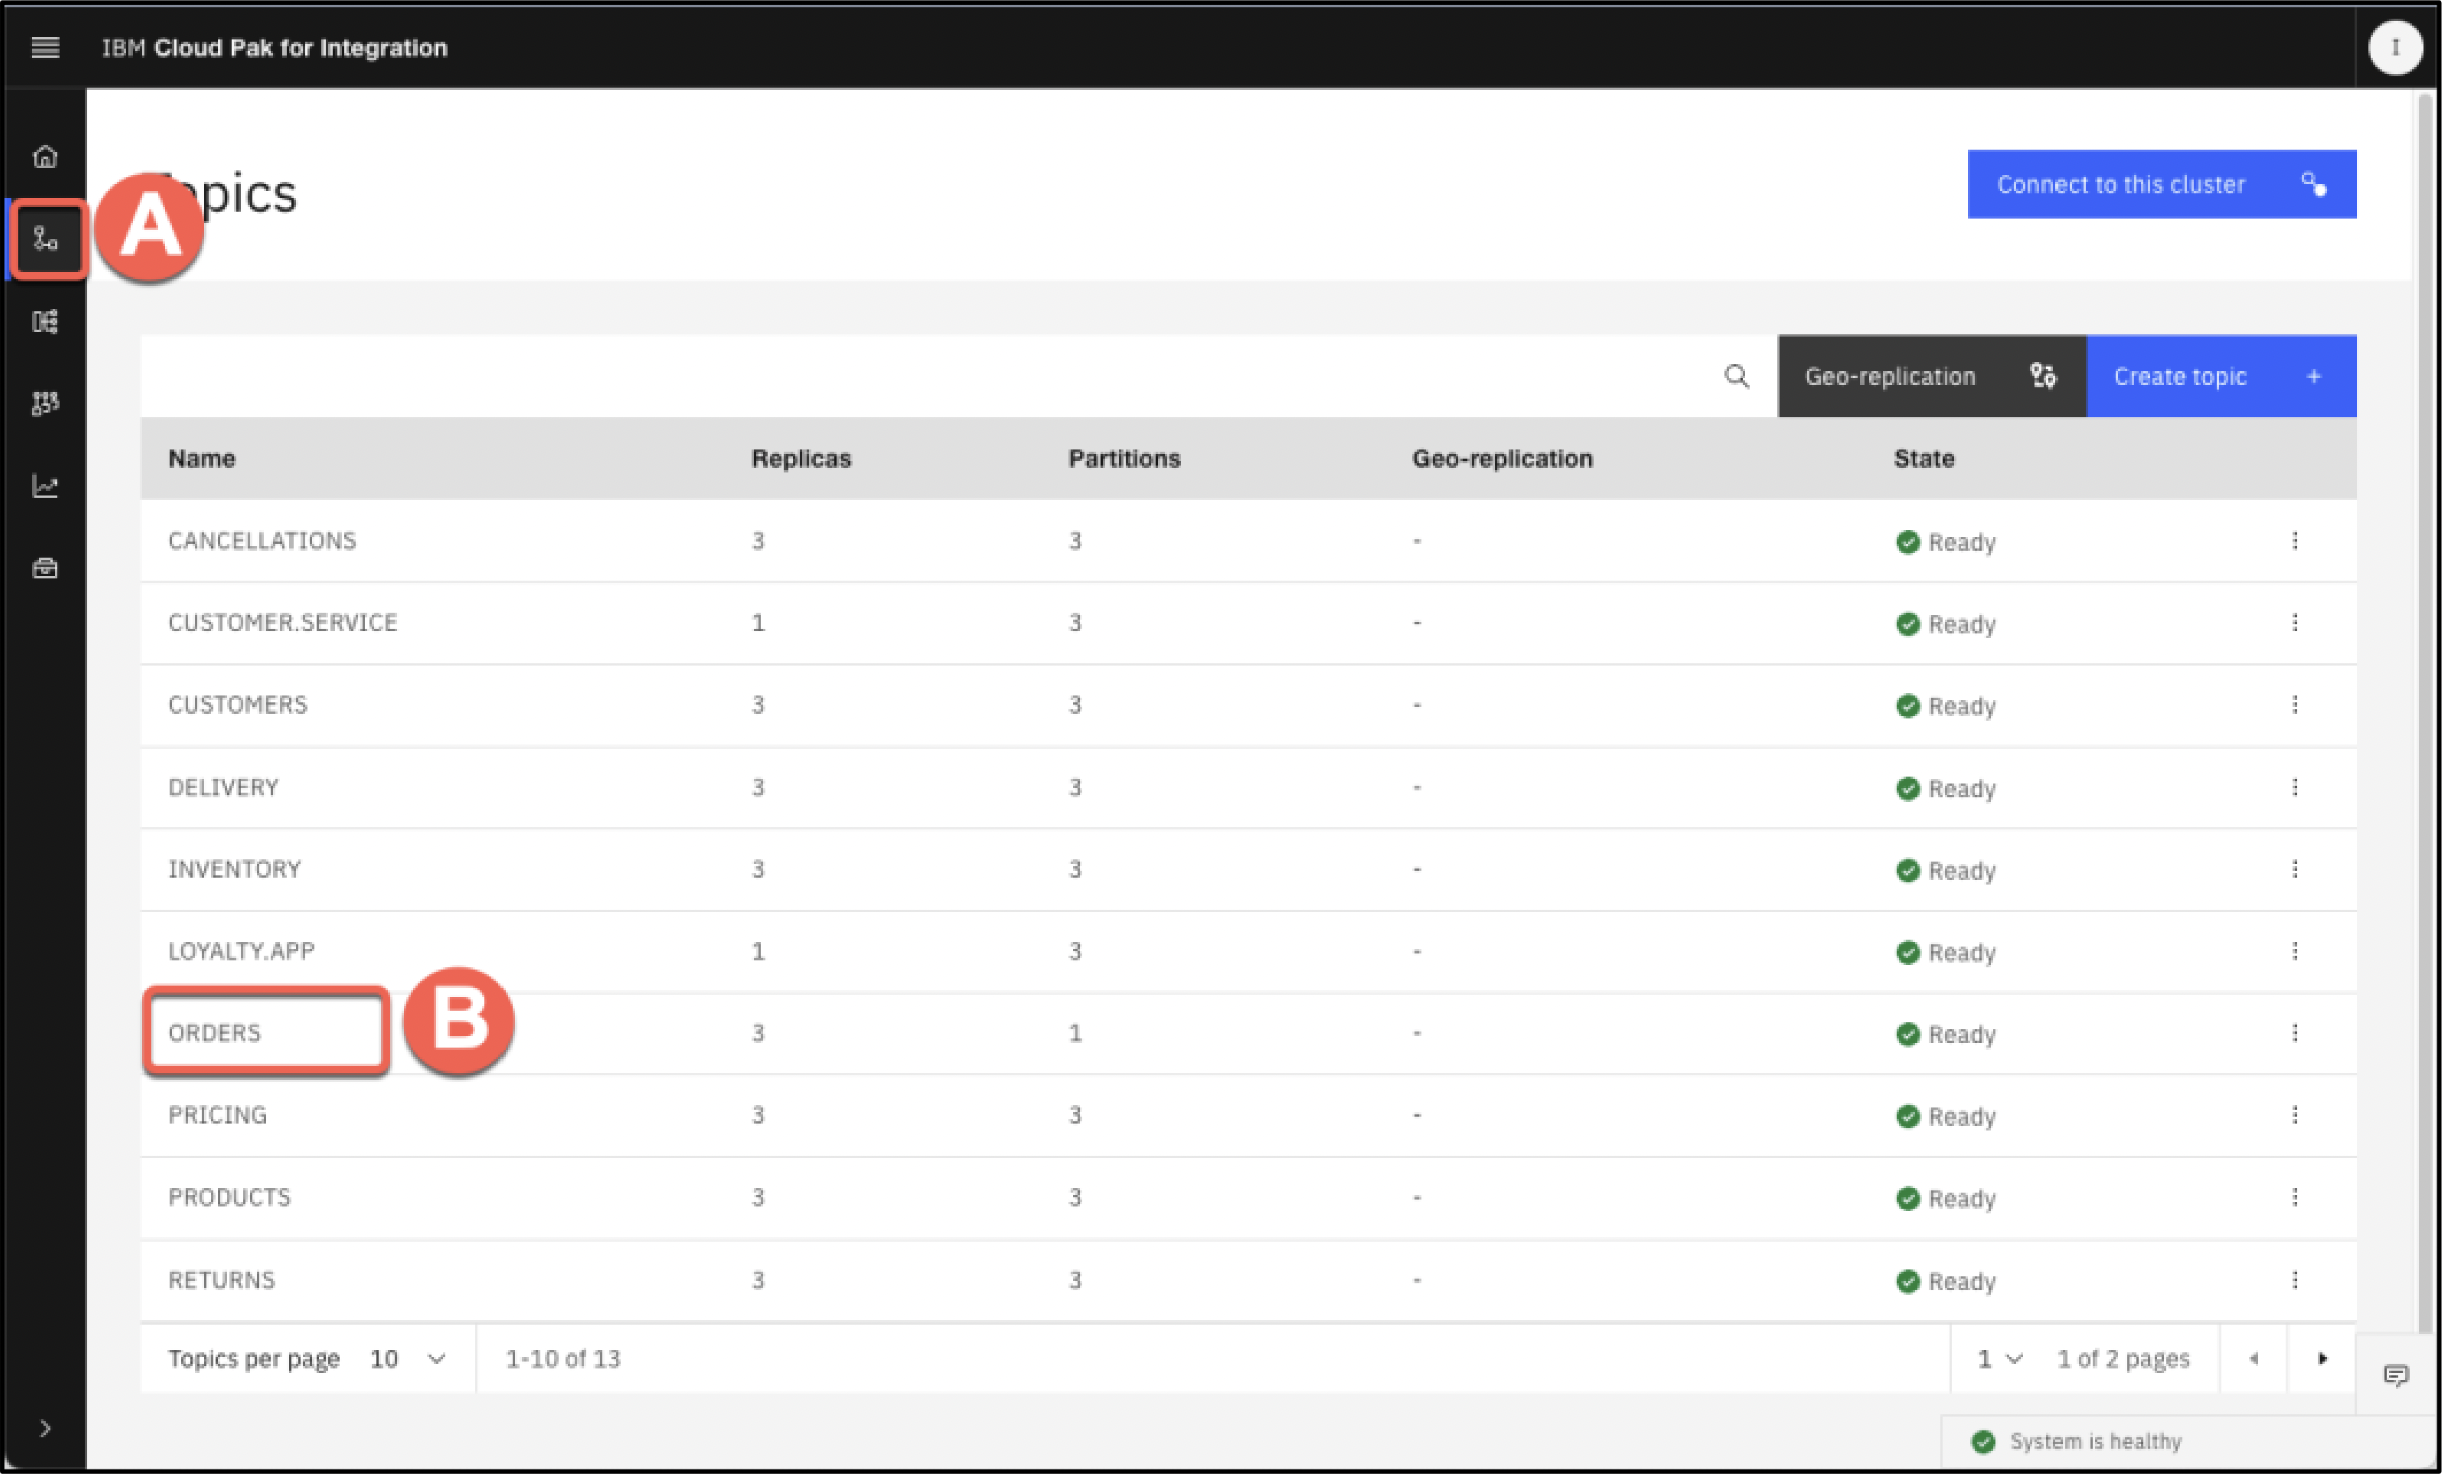 IBM Cloud Pak for Integration
I
Topics
A
Connect to this cluster
Geo-replication
Create topic +
Name Replicas Partitions Geo-replication State
CANCELLATIONS 3 3 - Ready
CUSTOMER.SERVICE 1 3 - Ready
CUSTOMERS 3 3 - Ready
DELIVERY 3 3 - Ready
INVENTORY 3 3 - Ready
LOYALTY.APP 1 3 - Ready
ORDERS B 3 1 - Ready
PRICING 3 3 - Ready
PRODUCTS 3 3 - Ready
RETURNS 3 3 - Ready
Topics per page 10 1-10 of 13 1 1 of 2 pages
System is healthy